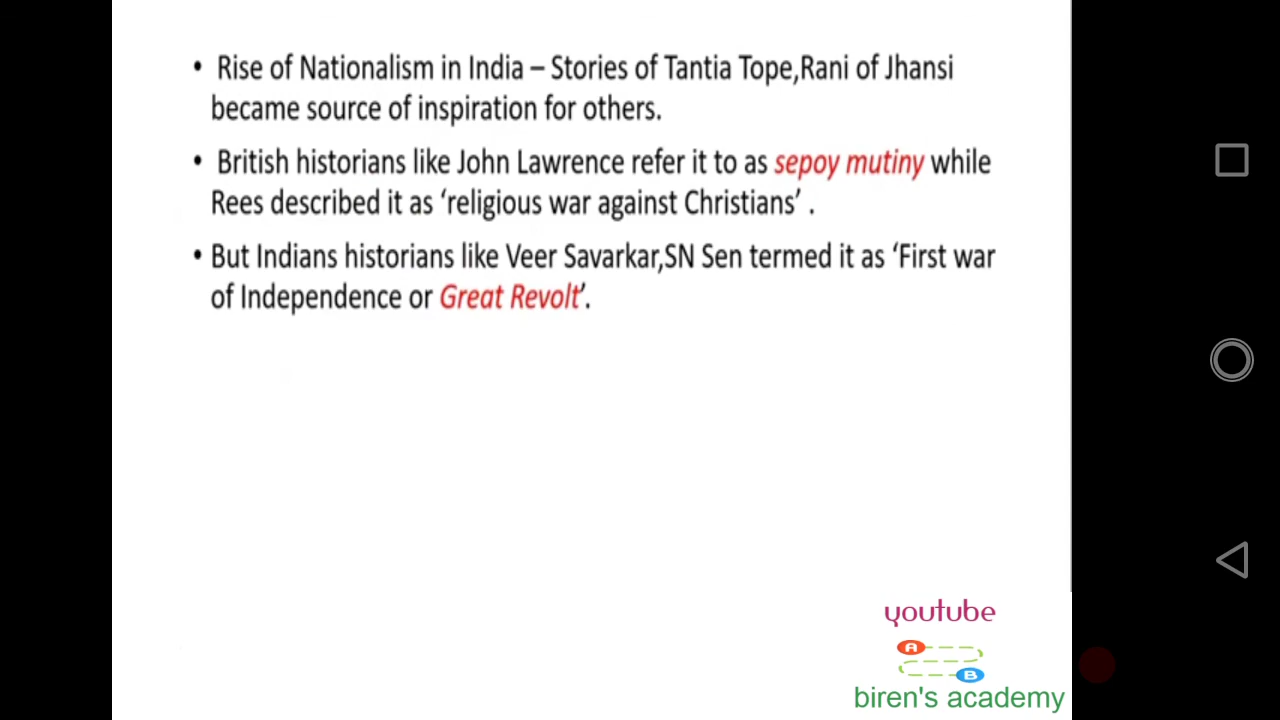 • Rise of Nationalism in India – Stories of Tantia Tope,Rani of Jhansi
became source of inspiration for others.
• British historians like John Lawrence refer it to as sepoy mutiny while
Rees described it as ‘religious war against Christians’ .
• But Indians historians like Veer Savarkar,SN Sen termed it as ‘First war
of Independence or Great Revolt’.
youtube
A
B
biren's academy